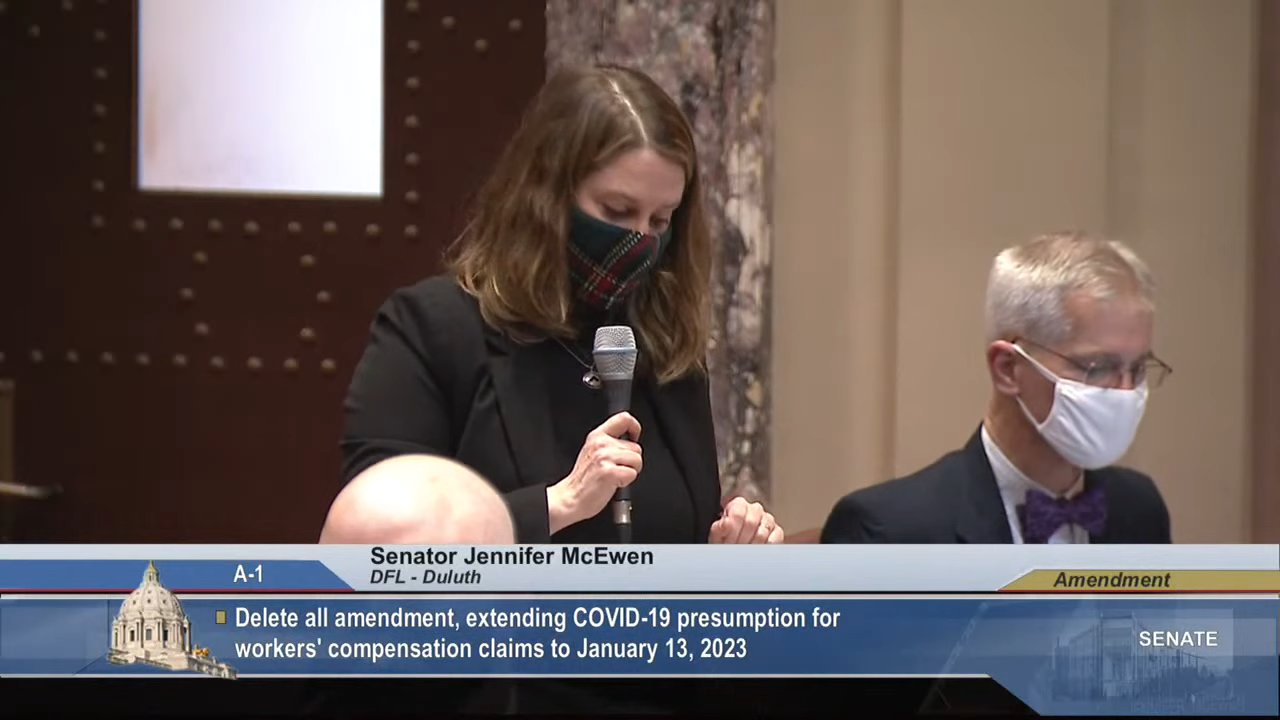 Senator Jennifer McEwen
A-1
DFL - Duluth
Amendment
Delete all amendment, extending COVID-19 presumption for
workers' compensation claims to January 13, 2023
SENATE